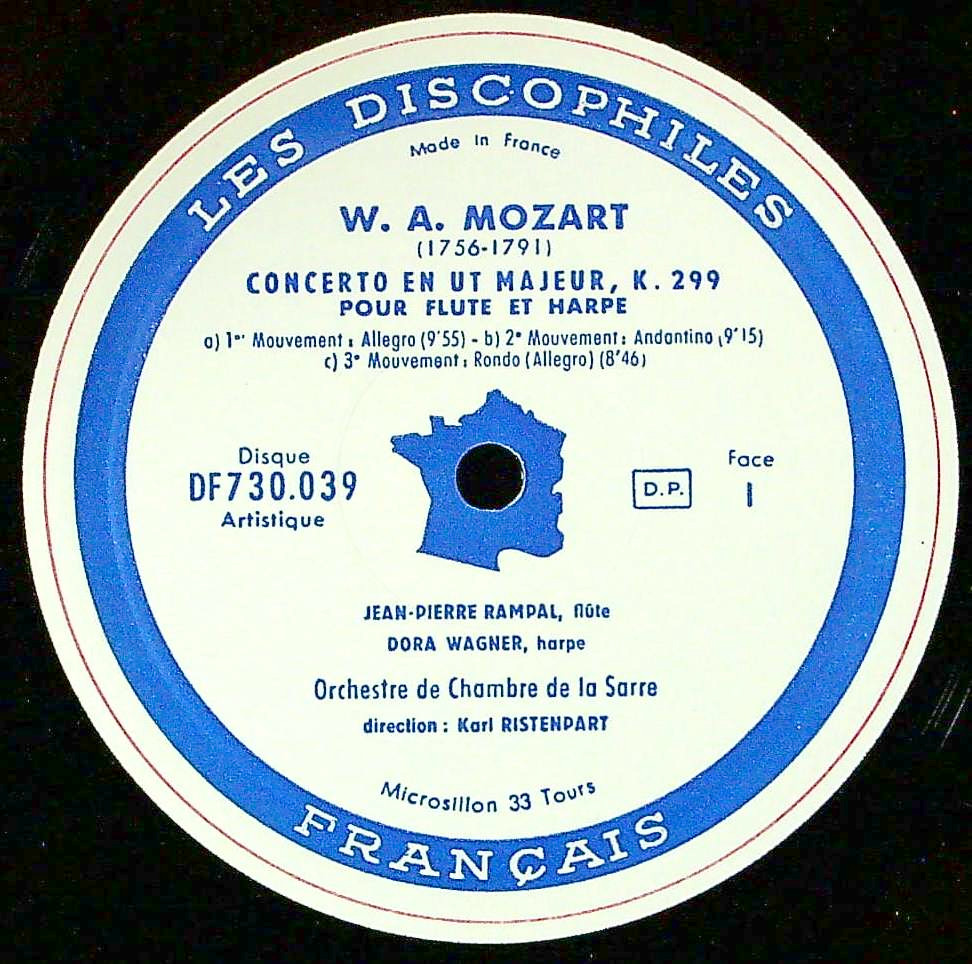 LES DISCOPHILES
Made in France
W. A. MOZART
(1756-1791)
CONCERTO EN UT MAJEUR, K. 299
POUR FLUTE ET HARPE
a) 1er Mouvement : Allegro (9'55) - b) 2e Mouvement : Andantino (9'15)
c) 3e Mouvement : Rondo (Allegro) (8'46)
Disque
DF730.039
Artistique
D.P.
Face
I
JEAN-PIERRE RAMPAL, flûte
DORA WAGNER, harpe
Orchestre de Chambre de la Sarre
direction : Karl RISTENPART
Microsillon 33 Tours
FRANÇAIS